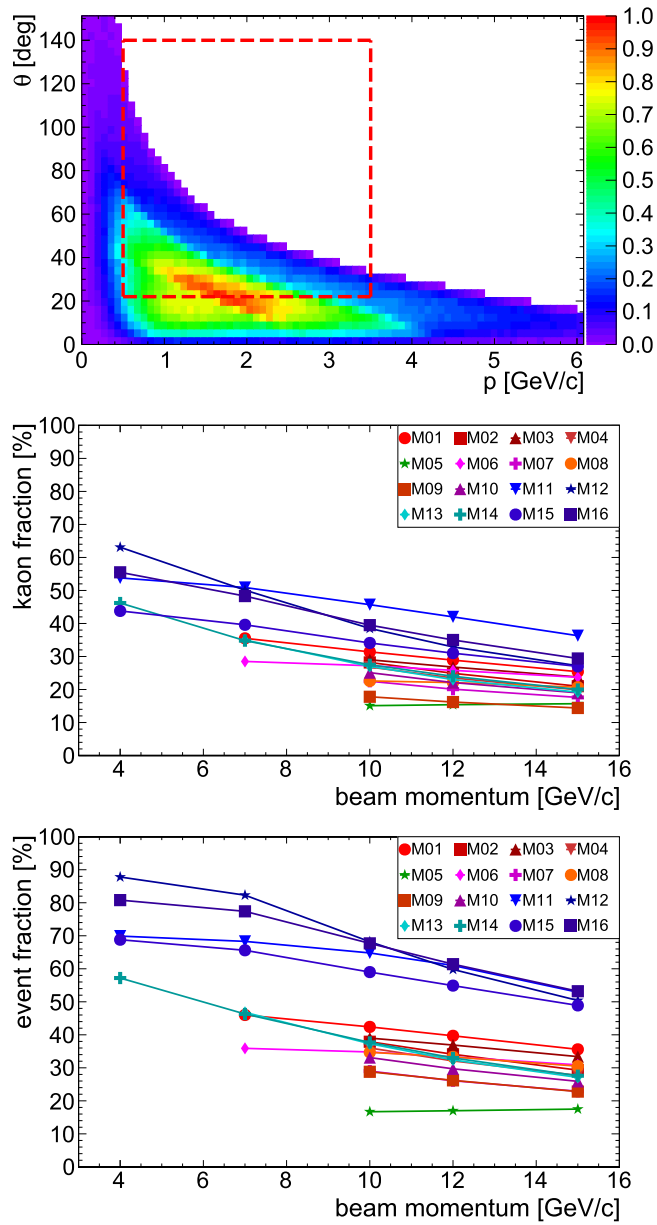 θ [deg]
140
120
100
80
60
40
20
0
0 1 2 3 4 5 6
p [GeV/c]
1.0
0.9
0.8
0.7
0.6
0.5
0.4
0.3
0.2
0.1
0.0
kaon fraction [%]
100
90
80
70
60
50
40
30
20
10
0
M01 M02 M03 M04
M05 M06 M07 M08
M09 M10 M11 M12
M13 M14 M15 M16
4 6 8 10 12 14 16
beam momentum [GeV/c]
event fraction [%]
100
90
80
70
60
50
40
30
20
10
0
M01 M02 M03 M04
M05 M06 M07 M08
M09 M10 M11 M12
M13 M14 M15 M16
4 6 8 10 12 14 16
beam momentum [GeV/c]